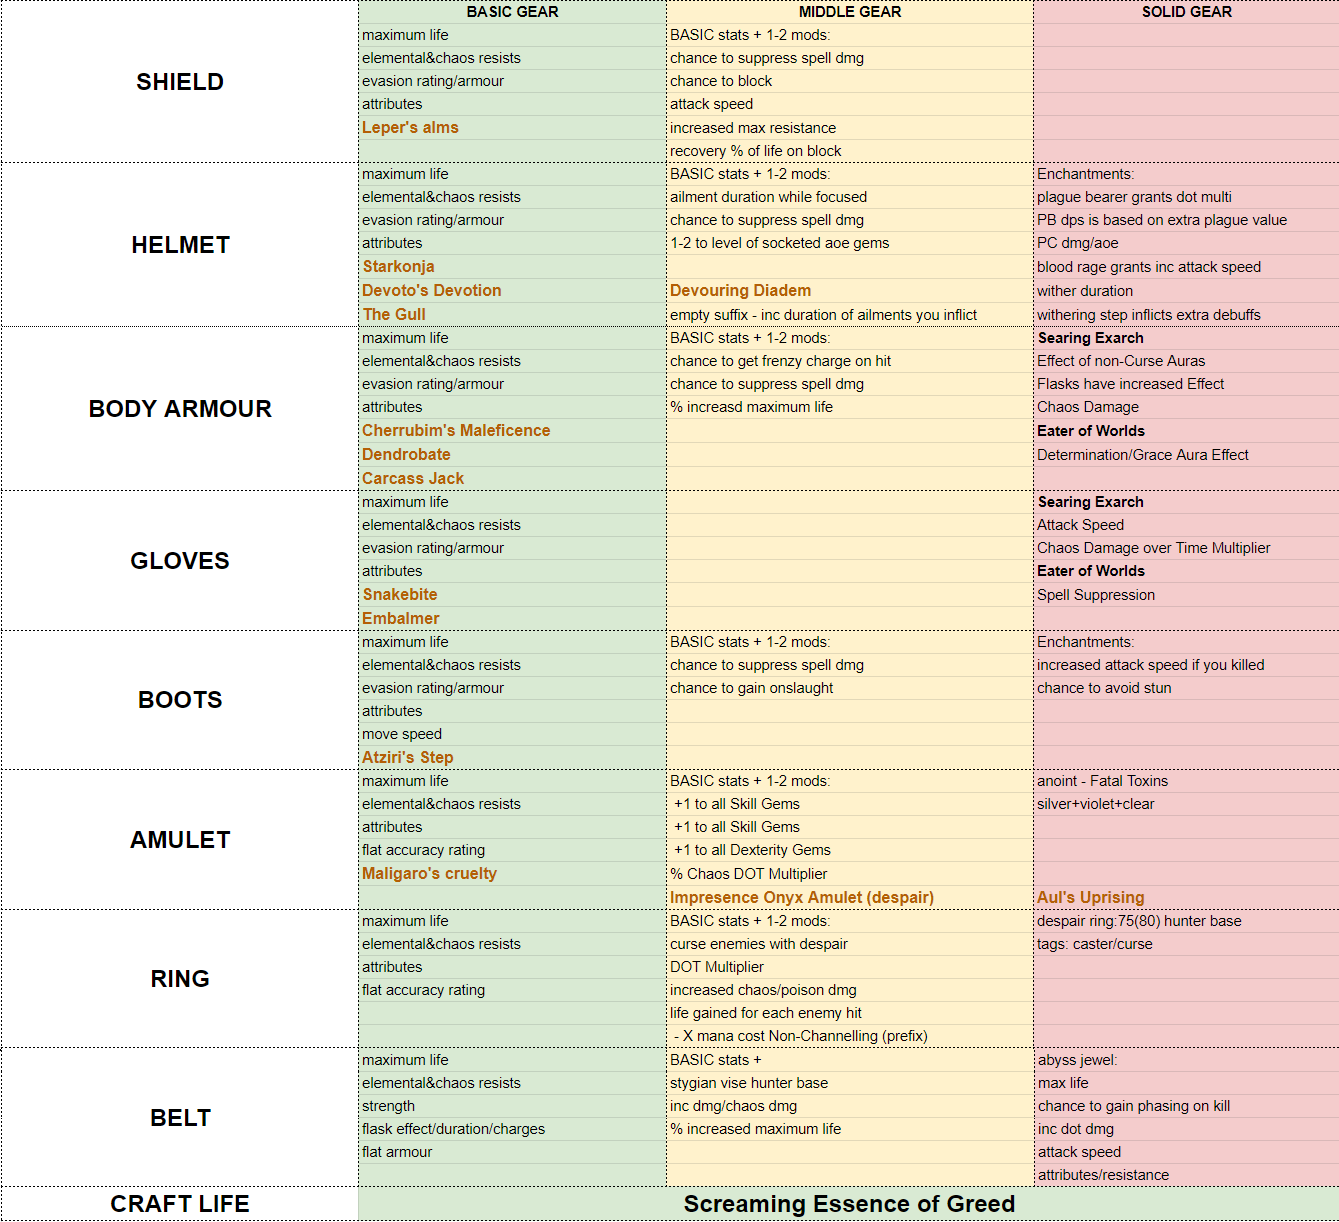 BASIC GEAR
MIDDLE GEAR
SOLID GEAR
SHIELD
maximum life
elemental&chaos resists
evasion rating/armour
attributes
Leper's alms
BASIC stats + 1-2 mods:
chance to suppress spell dmg
chance to block
attack speed
increased max resistance
recovery % of life on block
HELMET
maximum life
elemental&chaos resists
evasion rating/armour
attributes
Starkonja
Devoto's Devotion
The Gull
BASIC stats + 1-2 mods:
ailment duration while focused
chance to suppress spell dmg
1-2 to level of socketed aoe gems
Devouring Diadem
empty suffix - inc duration of ailments you inflict
Enchantments:
plague bearer grants dot multi
PB dps is based on extra plague value
PC dmg/aoe
blood rage grants inc attack speed
wither duration
withering step inflicts extra debuffs
BODY ARMOUR
maximum life
elemental&chaos resists
evasion rating/armour
attributes
Cherrubim's Maleficence
Dendrobate
Carcass Jack
BASIC stats + 1-2 mods:
chance to get frenzy charge on hit
chance to suppress spell dmg
% increasd maximum life
Searing Exarch
Effect of non-Curse Auras
Flasks have increased Effect
Chaos Damage
Eater of Worlds
Determination/Grace Aura Effect
GLOVES
maximum life
elemental&chaos resists
evasion rating/armour
attributes
Snakebite
Embalmer
Searing Exarch
Attack Speed
Chaos Damage over Time Multiplier
Eater of Worlds
Spell Suppression
BOOTS
maximum life
elemental&chaos resists
evasion rating/armour
attributes
move speed
Atziri's Step
BASIC stats + 1-2 mods:
chance to suppress spell dmg
chance to gain onslaught
Enchantments:
increased attack speed if you killed
chance to avoid stun
AMULET
maximum life
elemental&chaos resists
attributes
flat accuracy rating
Maligaro's cruelty
BASIC stats + 1-2 mods:
+1 to all Skill Gems
+1 to all Skill Gems
+1 to all Dexterity Gems
% Chaos DOT Multiplier
Impresence Onyx Amulet (despair)
anoint - Fatal Toxins
silver+violet+clear
Aul's Uprising
RING
maximum life
elemental&chaos resists
attributes
flat accuracy rating
BASIC stats + 1-2 mods:
curse enemies with despair
DOT Multiplier
increased chaos/poison dmg
life gained for each enemy hit
- X mana cost Non-Channelling (prefix)
despair ring:75(80) hunter base
tags: caster/curse
BELT
maximum life
elemental&chaos resists
strength
flask effect/duration/charges
flat armour
BASIC stats +
stygian vise hunter base
inc dmg/chaos dmg
% increased maximum life
abyss jewel:
max life
chance to gain phasing on kill
inc dot dmg
attack speed
attributes/resistance
CRAFT LIFE
Screaming Essence of Greed